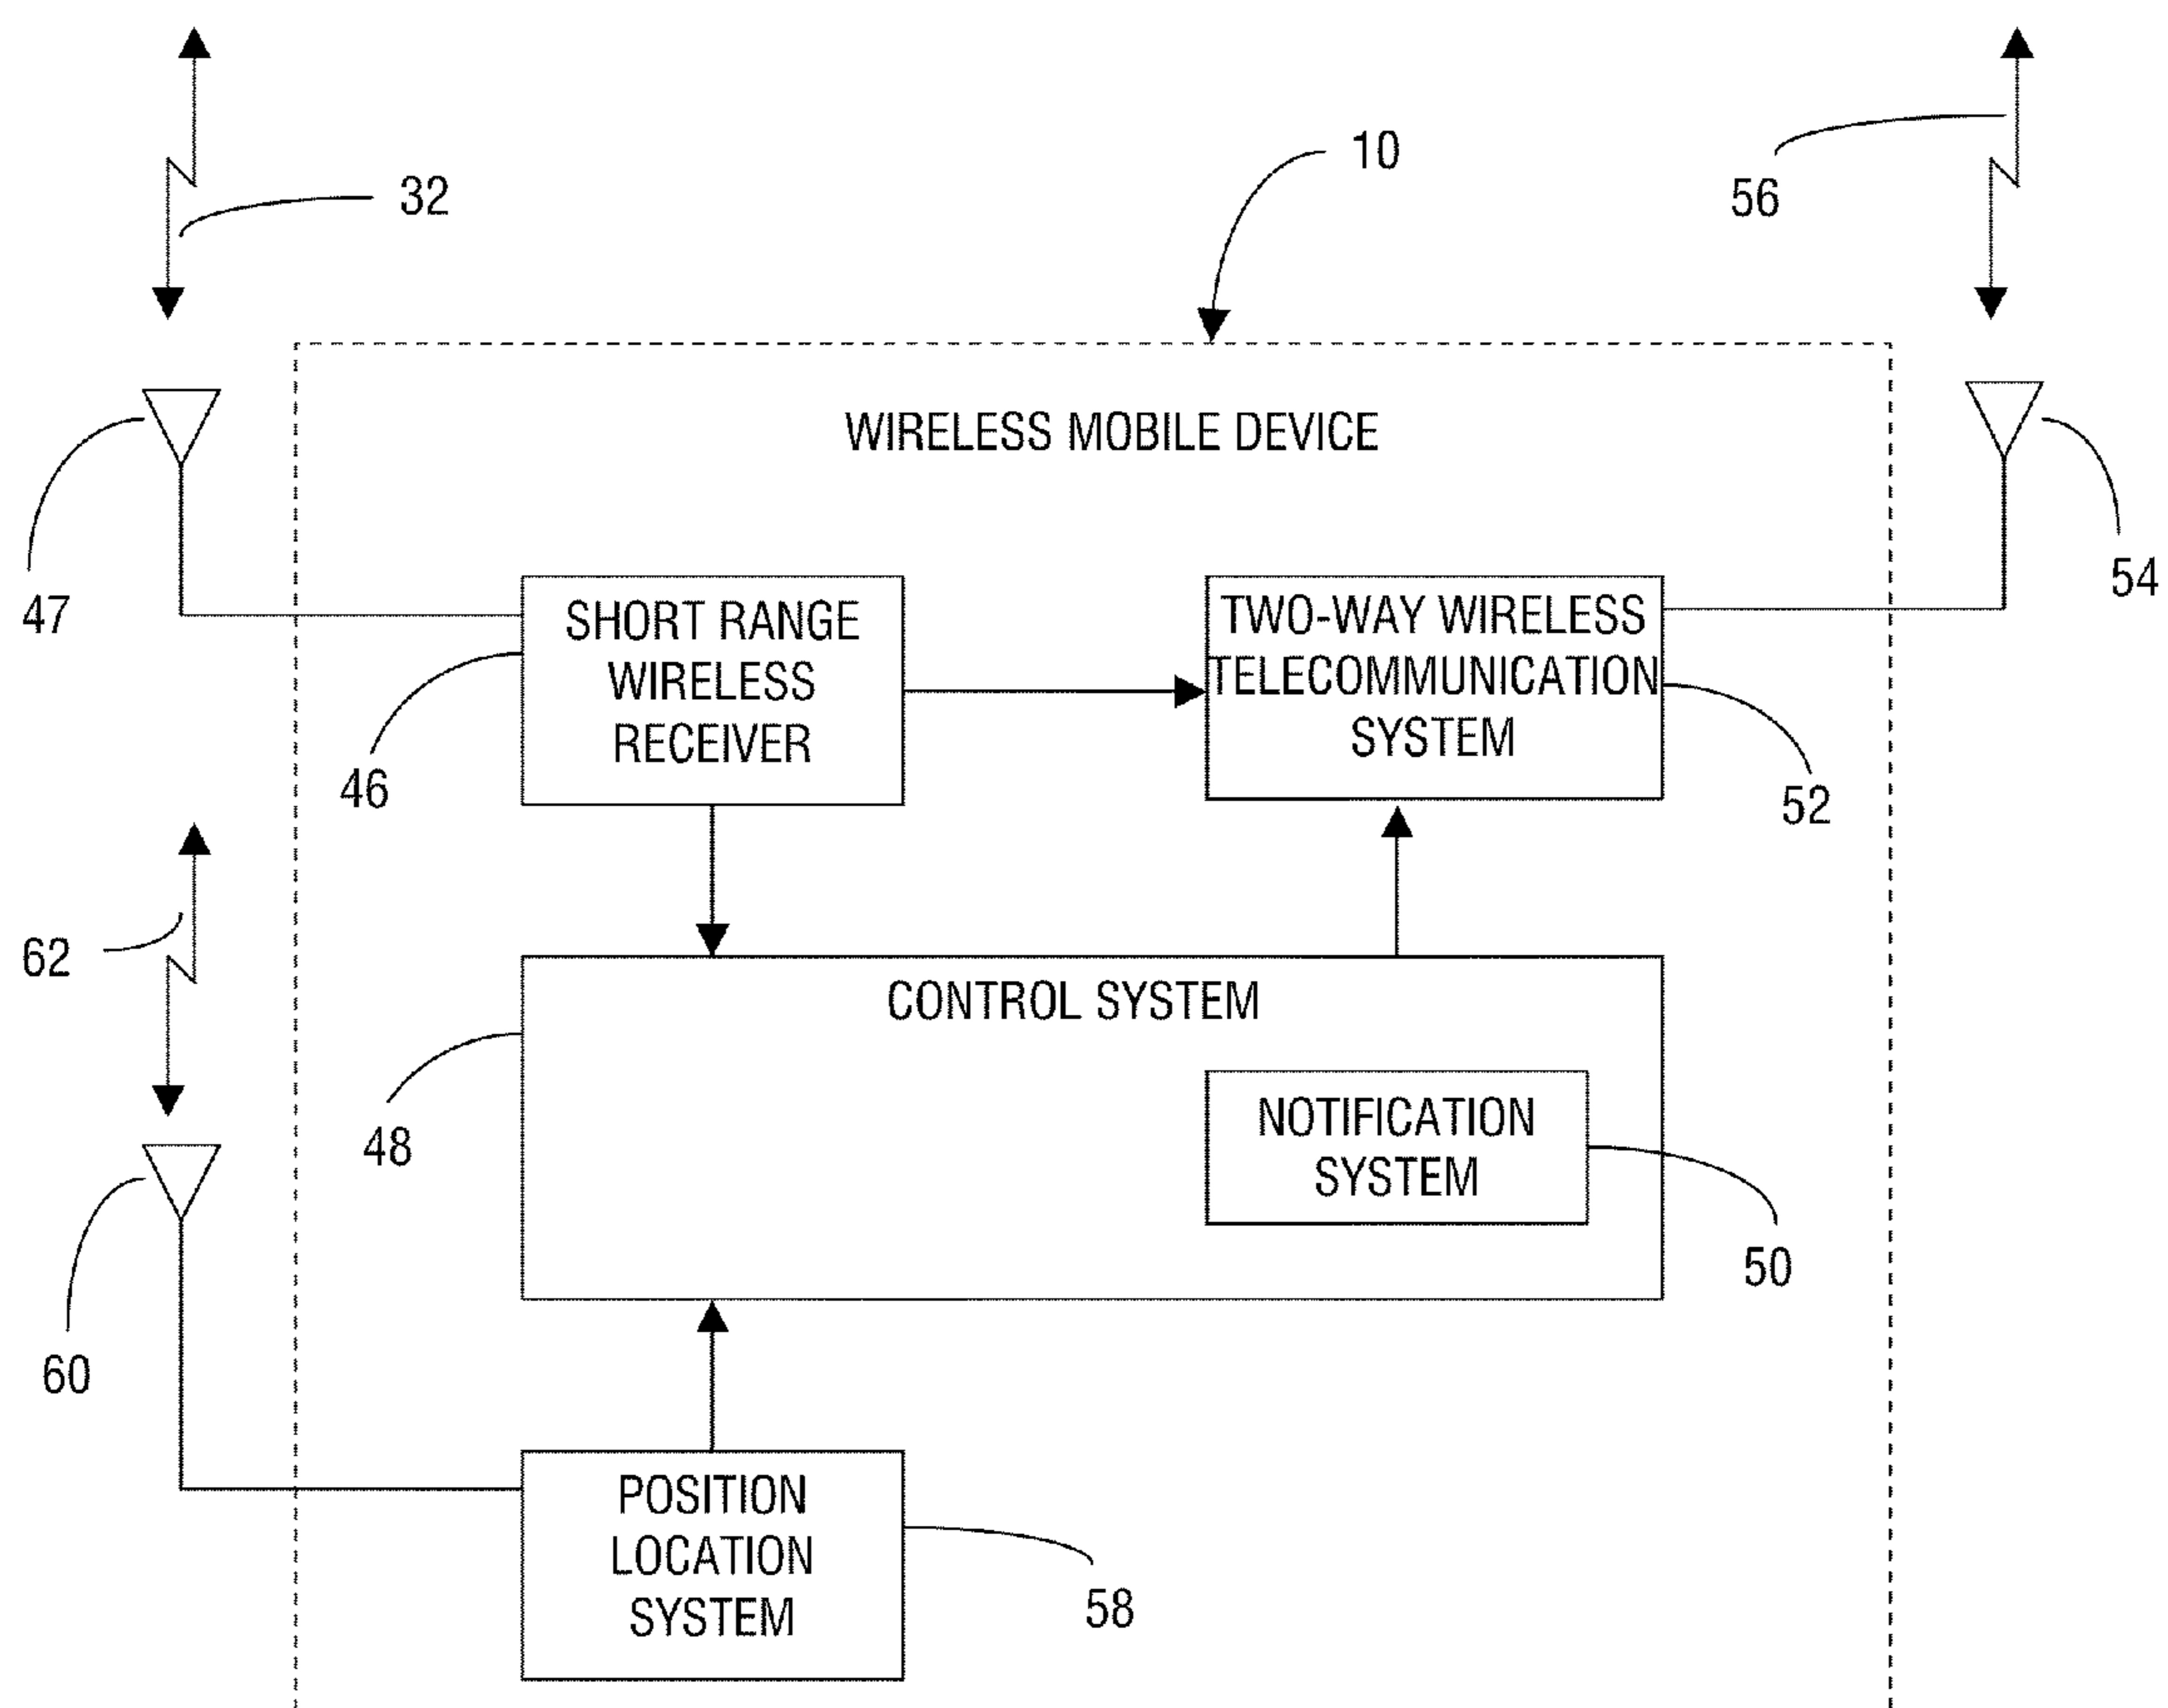 10
32
56
WIRELESS MOBILE DEVICE
47
54
SHORT RANGE
WIRELESS
RECEIVER
46
TWO-WAY WIRELESS
TELECOMMUNICATION
SYSTEM
52
62
CONTROL SYSTEM
48
NOTIFICATION
SYSTEM
50
60
POSITION
LOCATION
SYSTEM
58